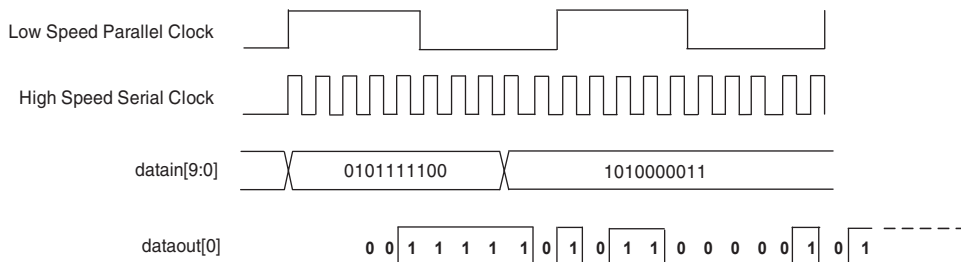 Low Speed Parallel Clock
High Speed Serial Clock
datain[9:0] 0101111100 1010000011
dataout[0] 0 0 1 1 1 1 1 0 1 0 1 1 0 0 0 0 0 1 0 1